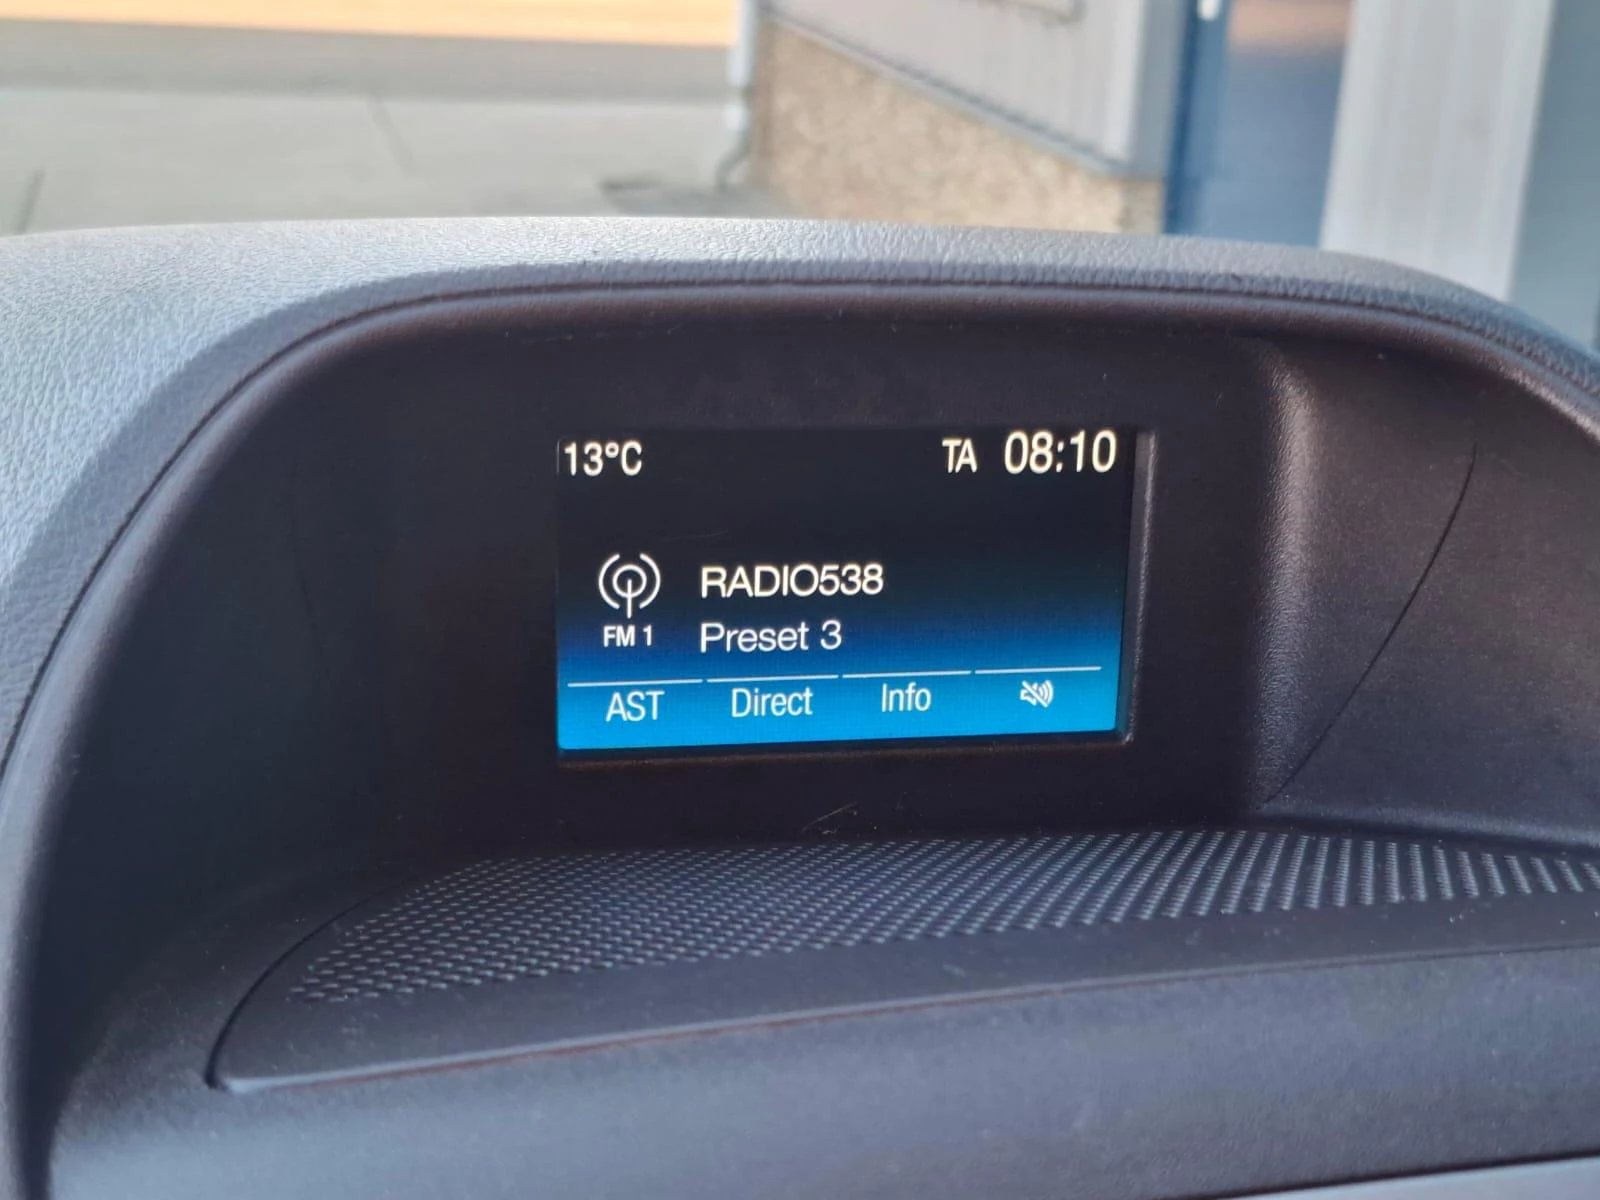 13°C TA 08:10
RADIO538
FM 1 Preset 3
AST Direct Info